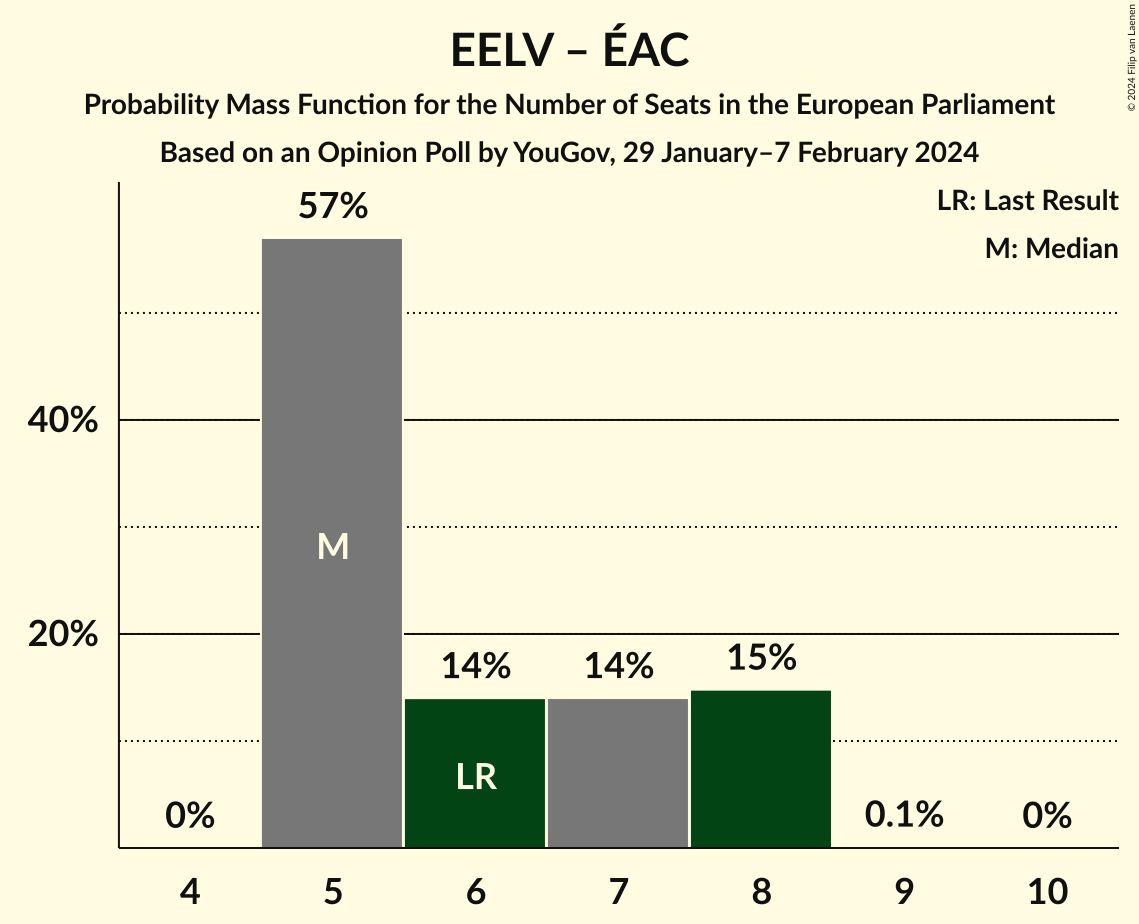 EELV – ÉAC
Probability Mass Function for the Number of Seats in the European Parliament
Based on an Opinion Poll by YouGov, 29 January–7 February 2024
© 2024 Filip van Laenen
LR: Last Result
M: Median
57%
40%
M
20%
14%
14%
15%
LR
0%
0.1%
0%
4
5
6
7
8
9
10